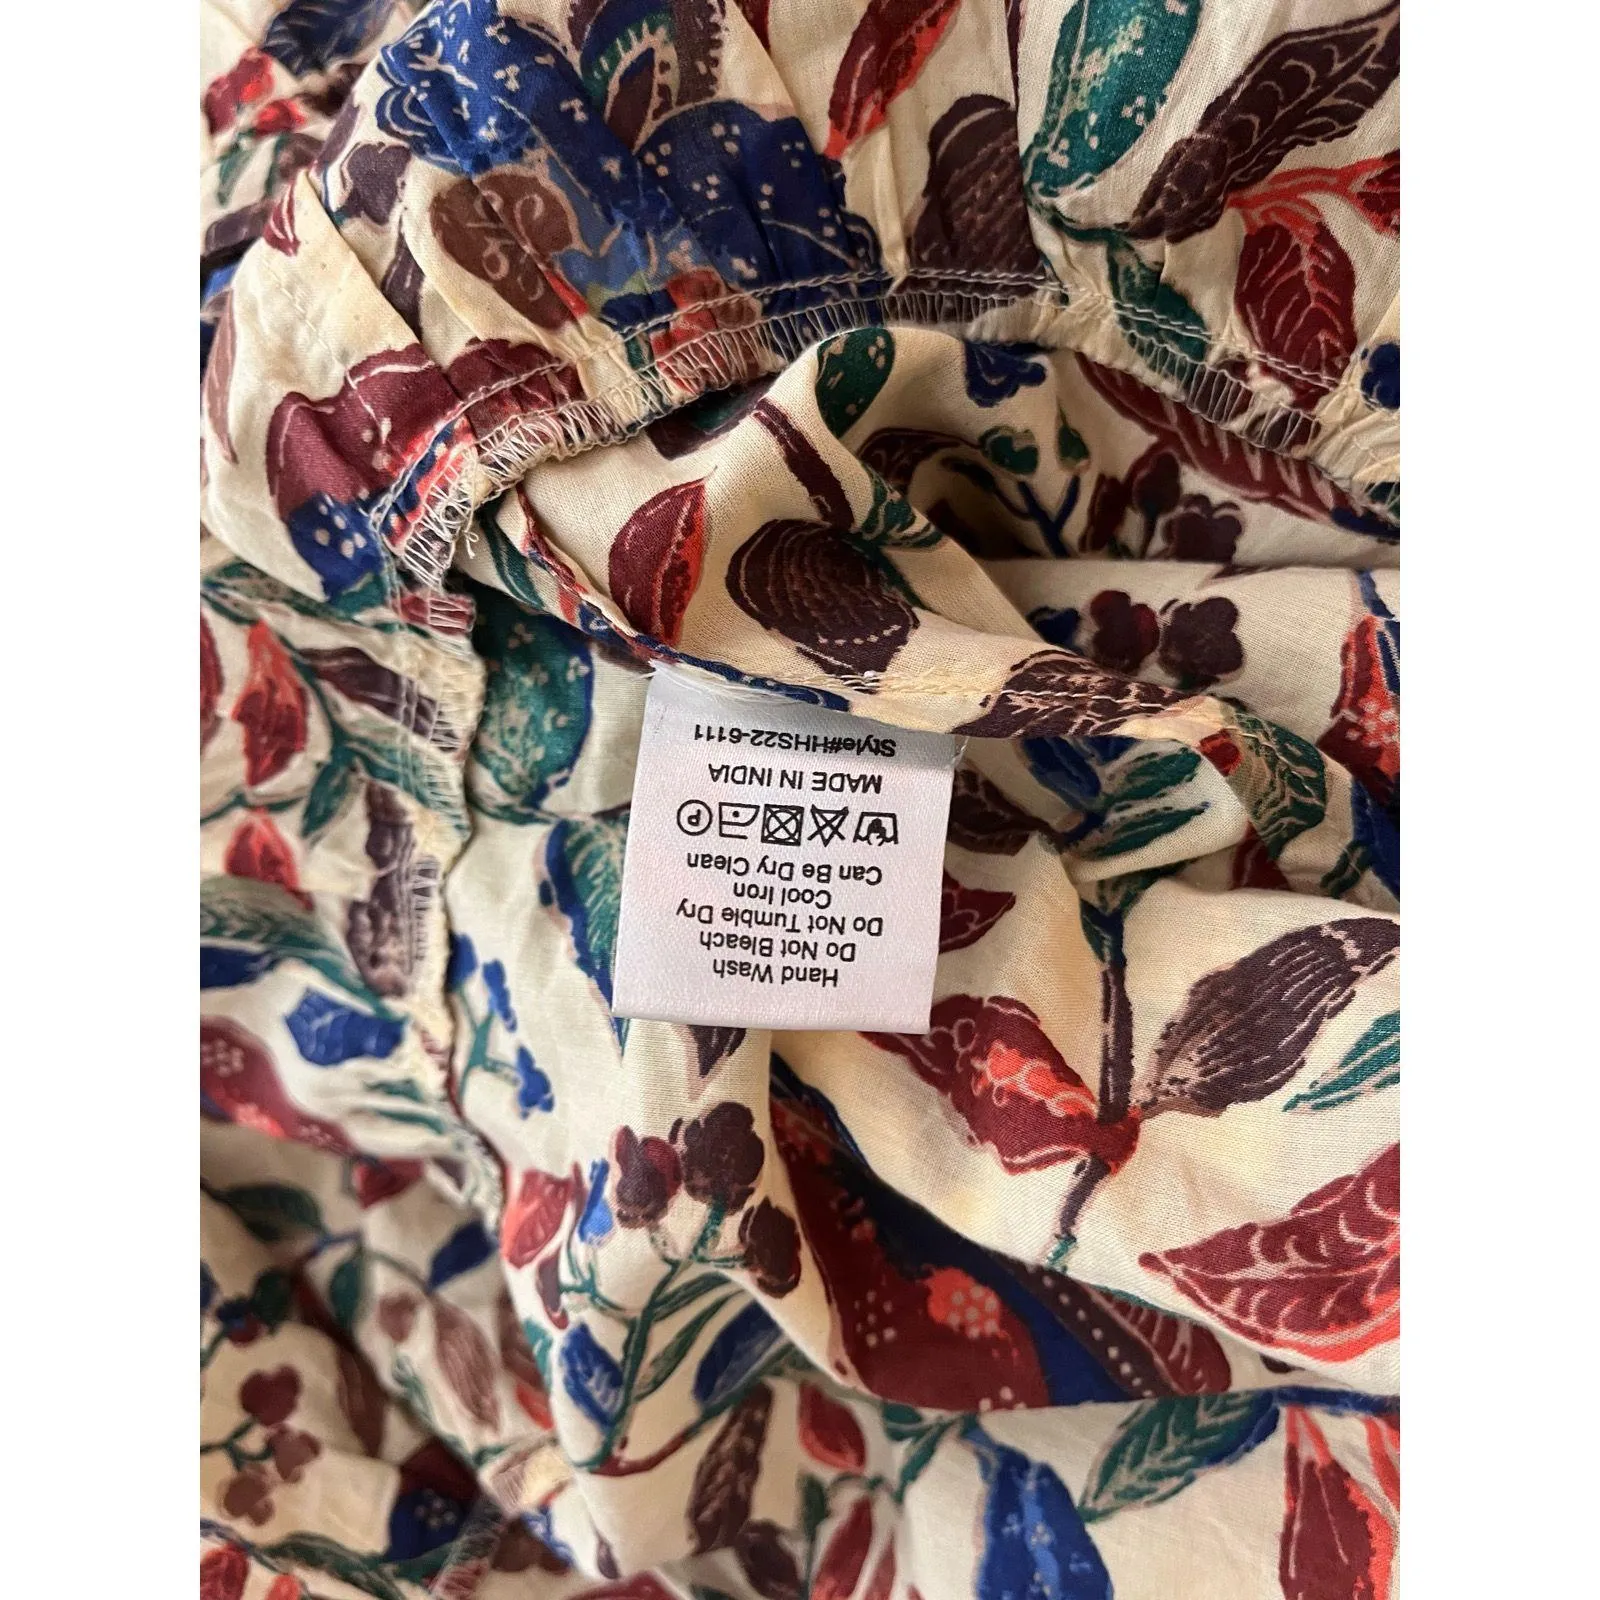 Hand Wash
Do Not Bleach
Do Not Tumble Dry
Cool Iron
Can Be Dry Clean
P
MADE IN INDIA
Style#HHS22-6111